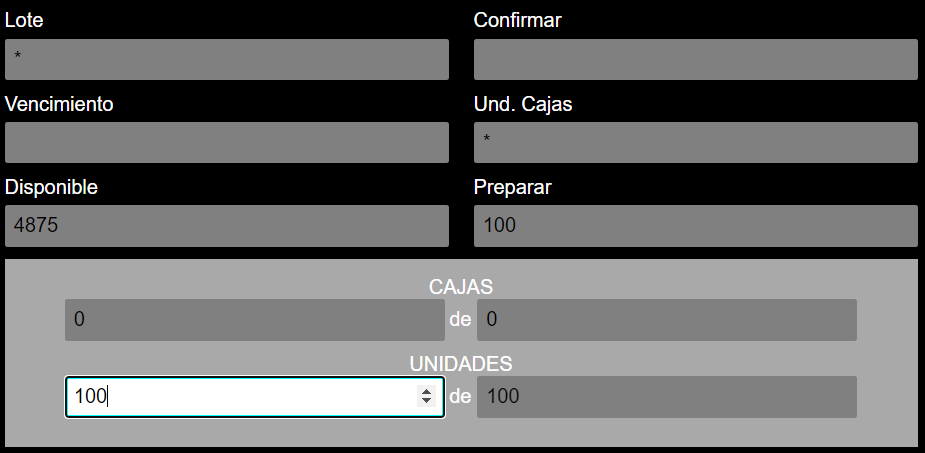 Lote Confirmar
*
Vencimiento Und. Cajas
*
Disponible Preparar
4875 100
CAJAS
0 de 0
UNIDADES
100 de 100